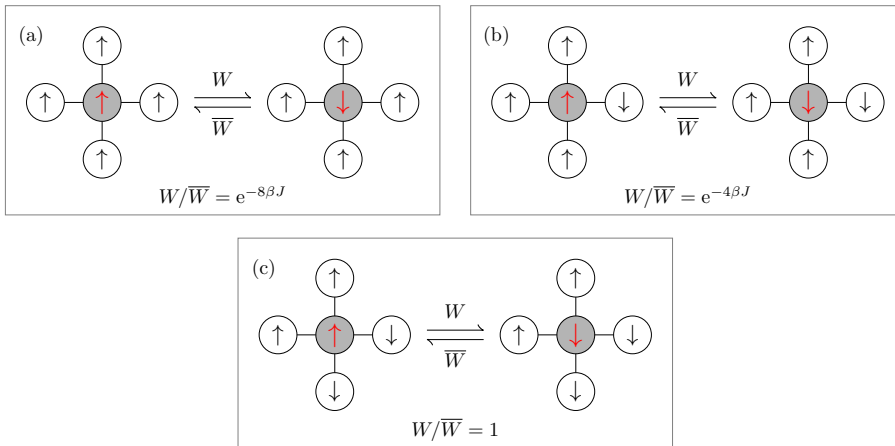 (a)
↑
↑ ↑ ↑ W ↑ ↓ ↑
W̅
↑ ↑
W/W̅ = e^{−8βJ}
(b)
↑ ↑
↑ ↑ ↓ W ↑ ↓ ↓
W̅
↑ ↑
W/W̅ = e^{−4βJ}
(c)
↑ ↑
↑ ↑ ↓ W ↑ ↓ ↓
W̅
↓ ↓
W/W̅ = 1